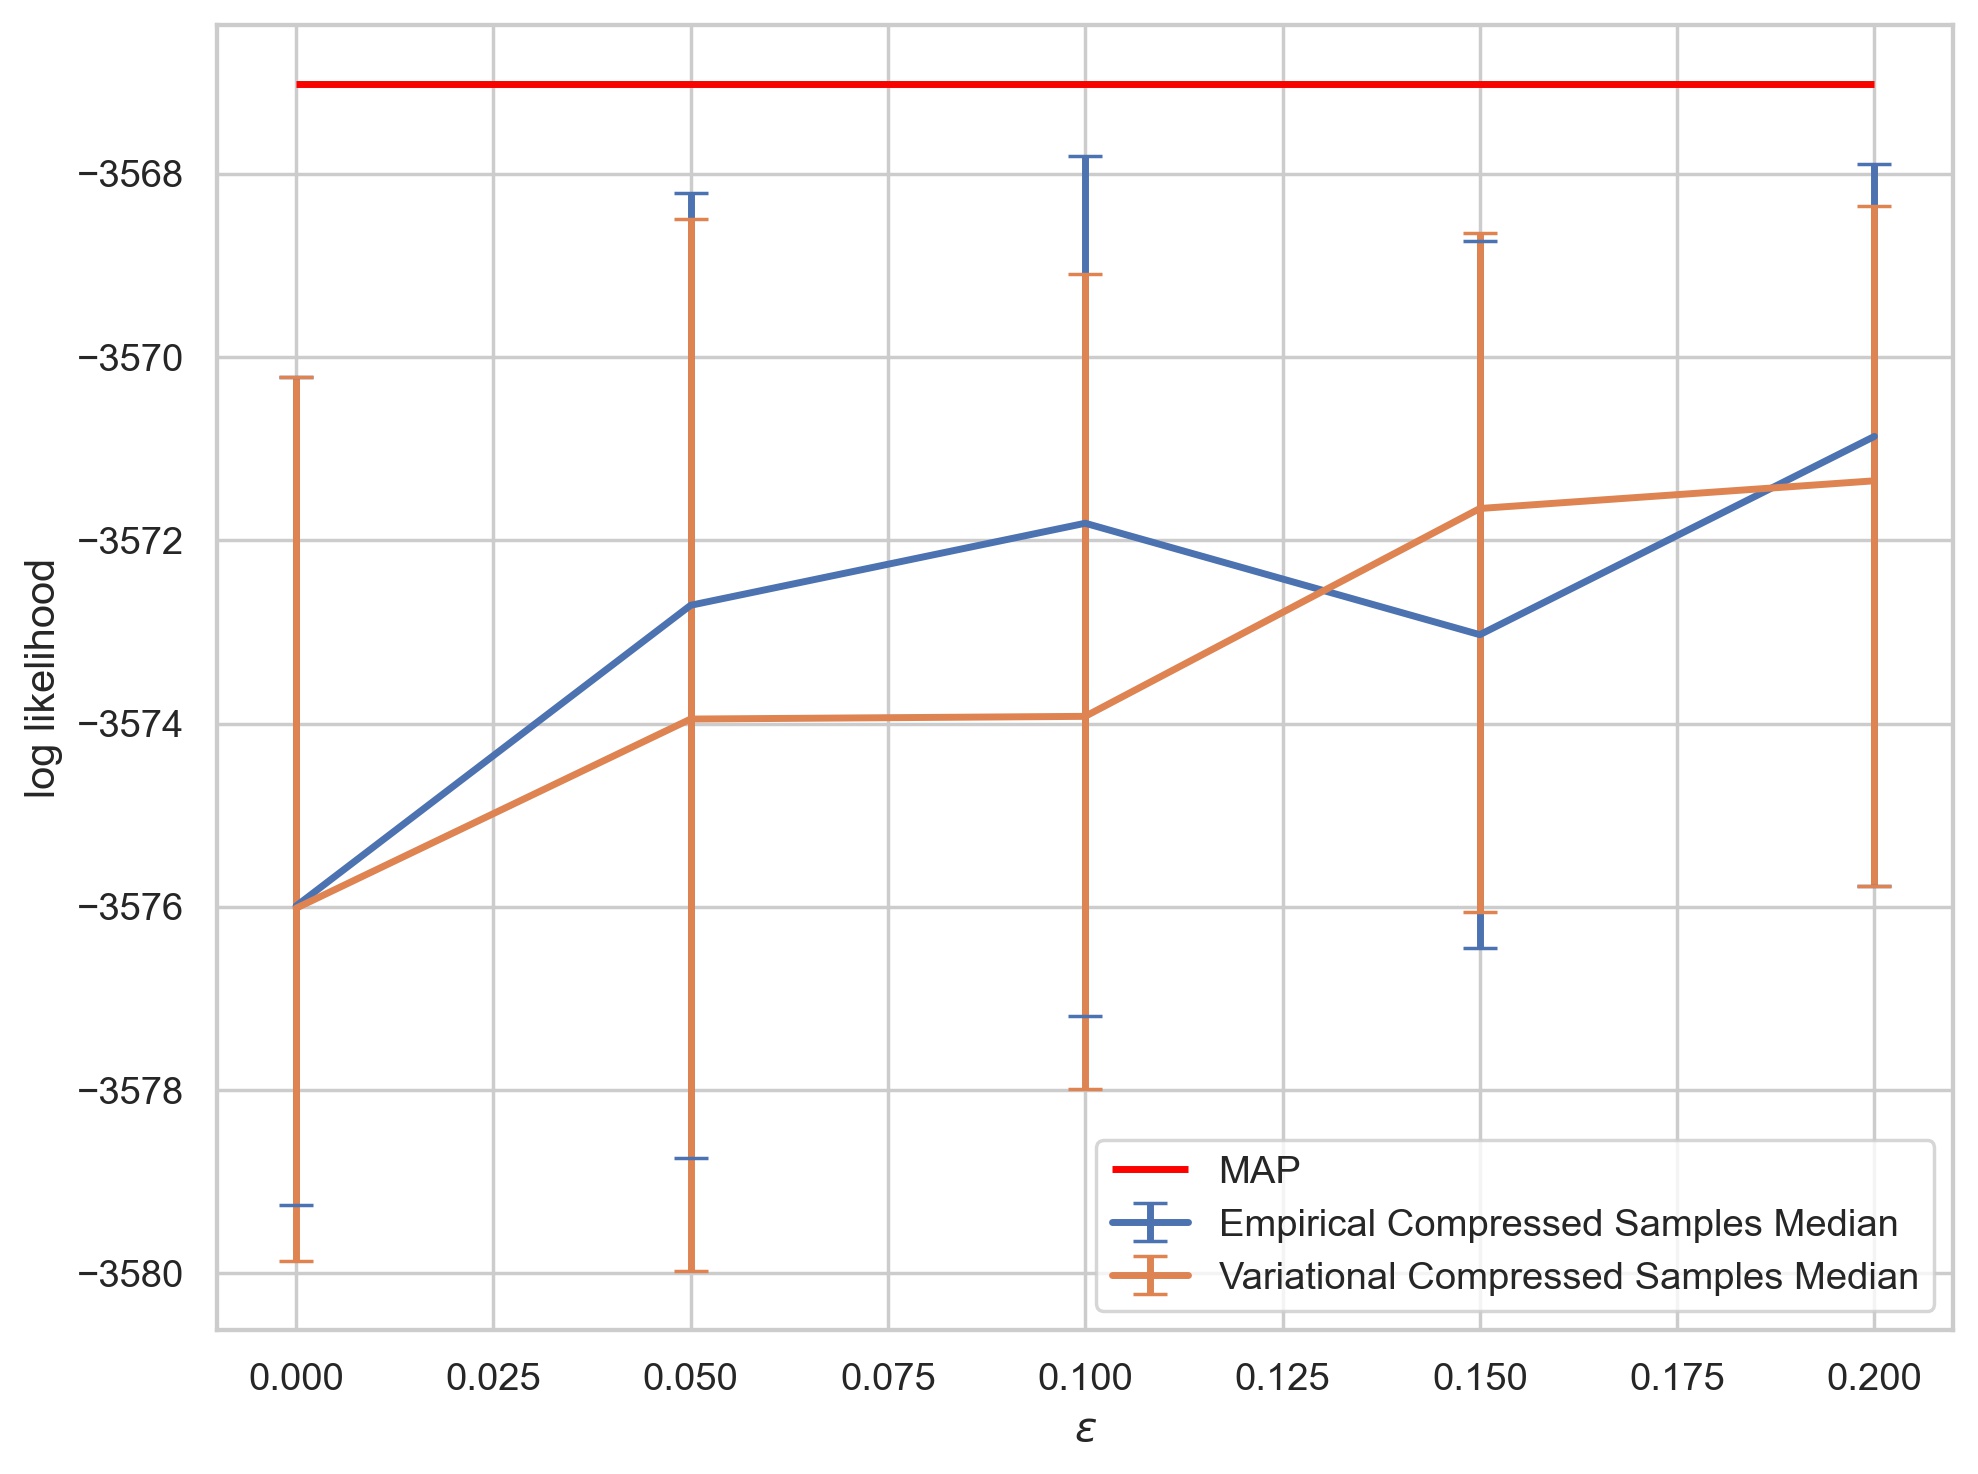 −3568
−3570
−3572
−3574
−3576
−3578
−3580
log likelihood
MAP
Empirical Compressed Samples Median
Variational Compressed Samples Median
0.000 0.025 0.050 0.075 0.100 0.125 0.150 0.175 0.200
ε